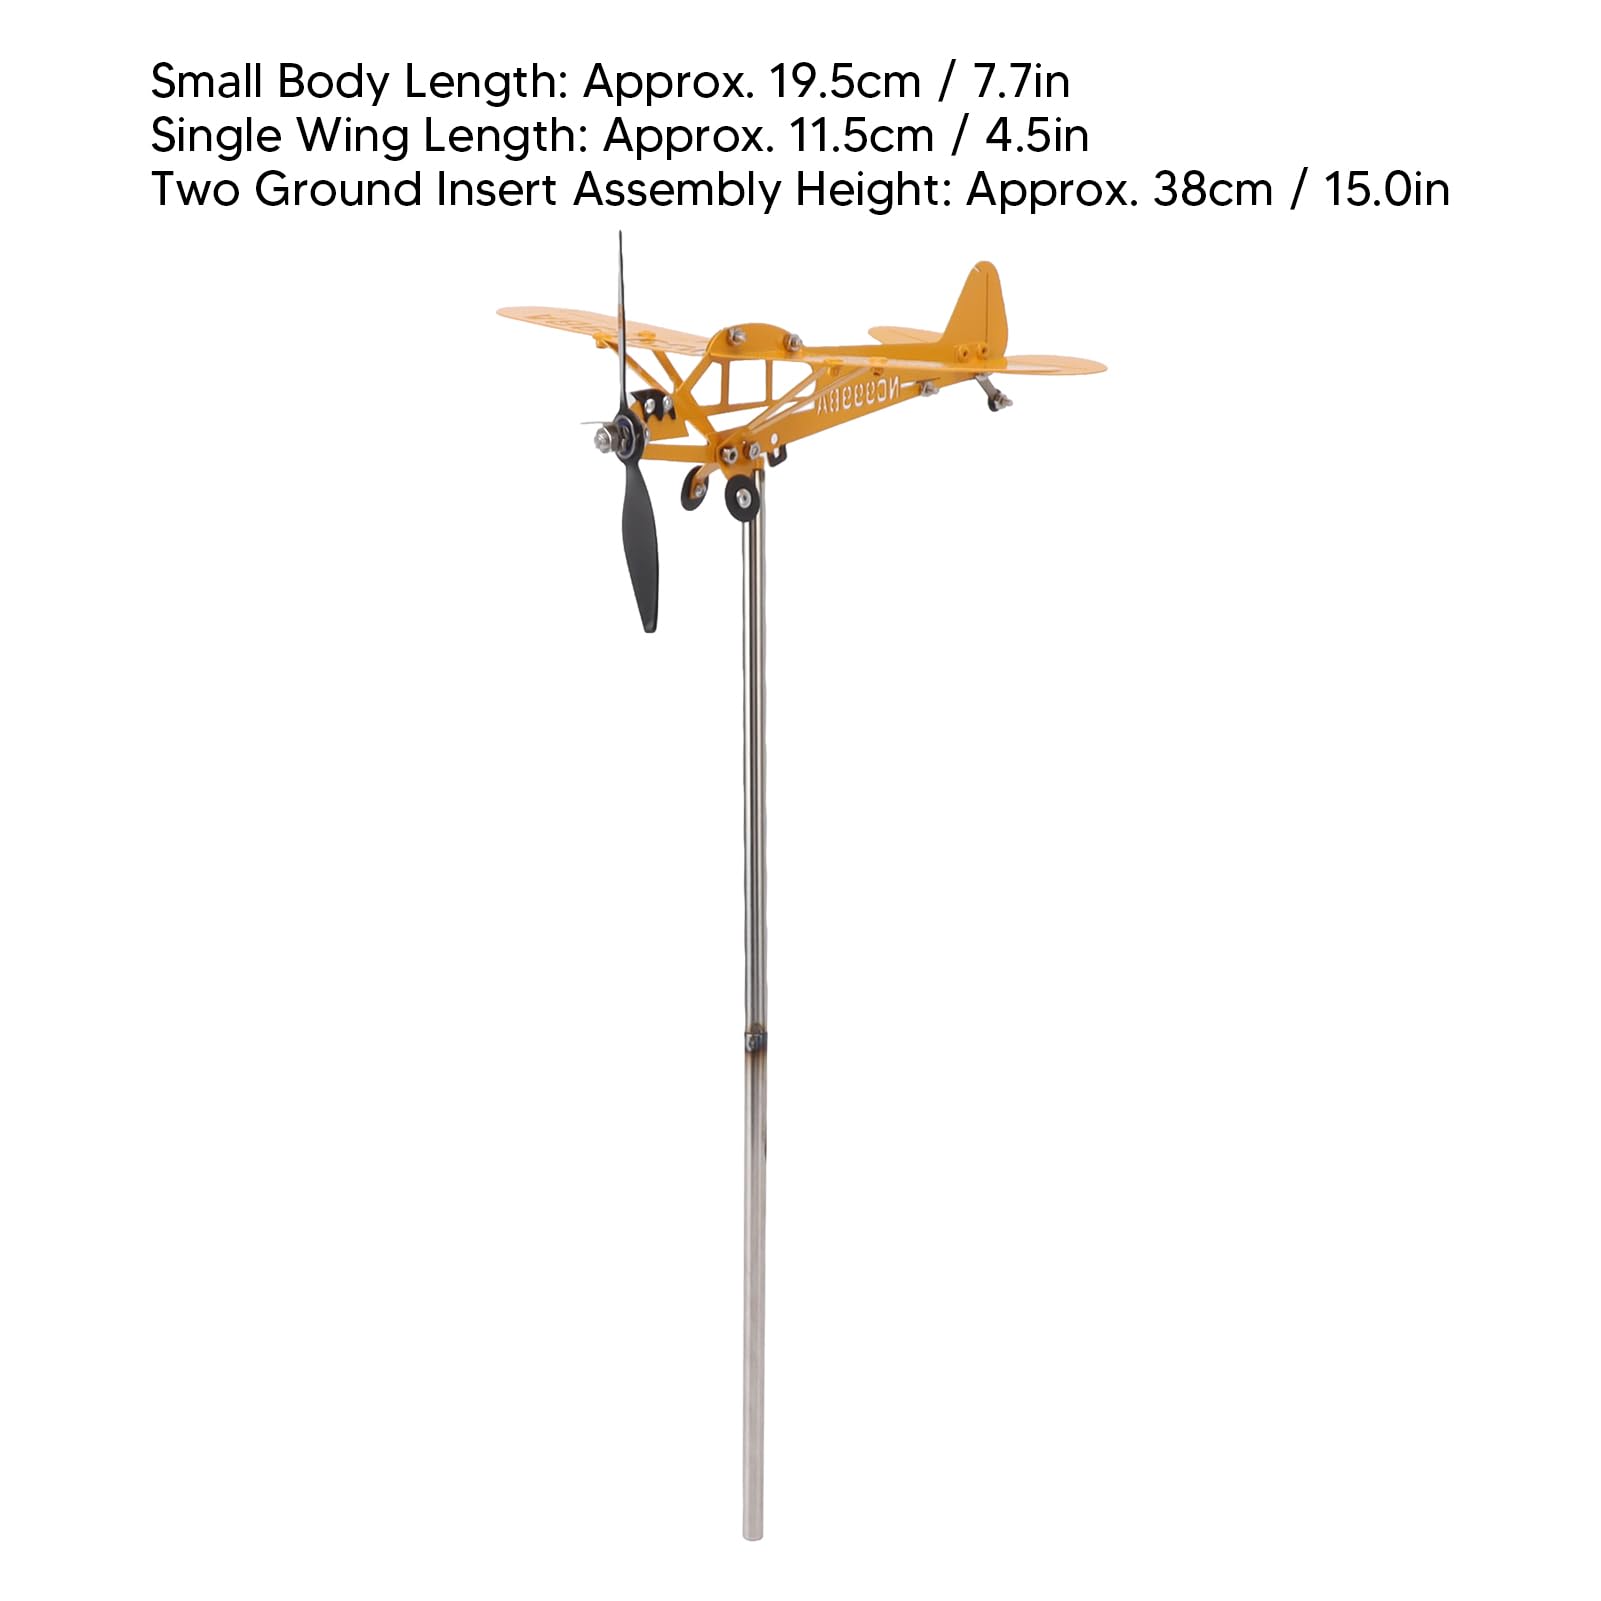 Small Body Length: Approx. 19.5cm / 7.7in
Single Wing Length: Approx. 11.5cm / 4.5in
Two Ground Insert Assembly Height: Approx. 38cm / 15.0in